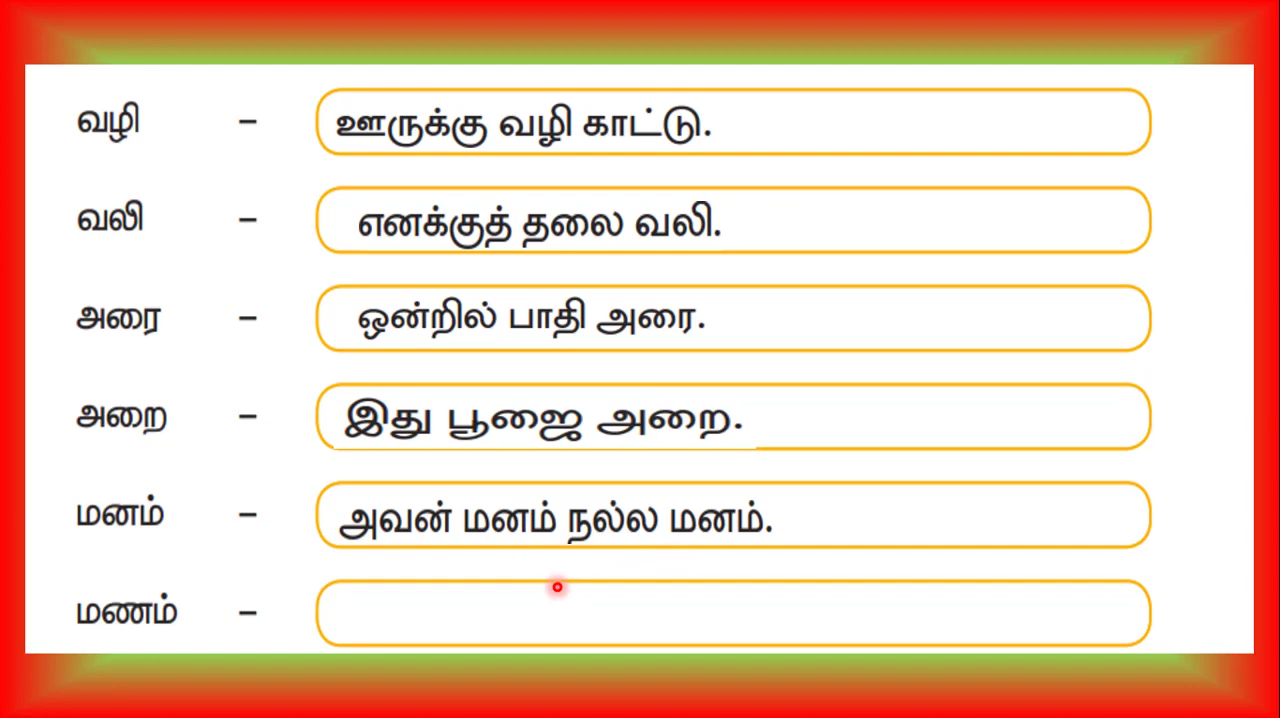 வழி – ஊருக்கு வழி காட்டு.
வலி – எனக்குத் தலை வலி.
அரை – ஒன்றில் பாதி அரை.
அறை – இது பூஜை அறை.
மனம் – அவன் மனம் நல்ல மனம்.
மணம் –